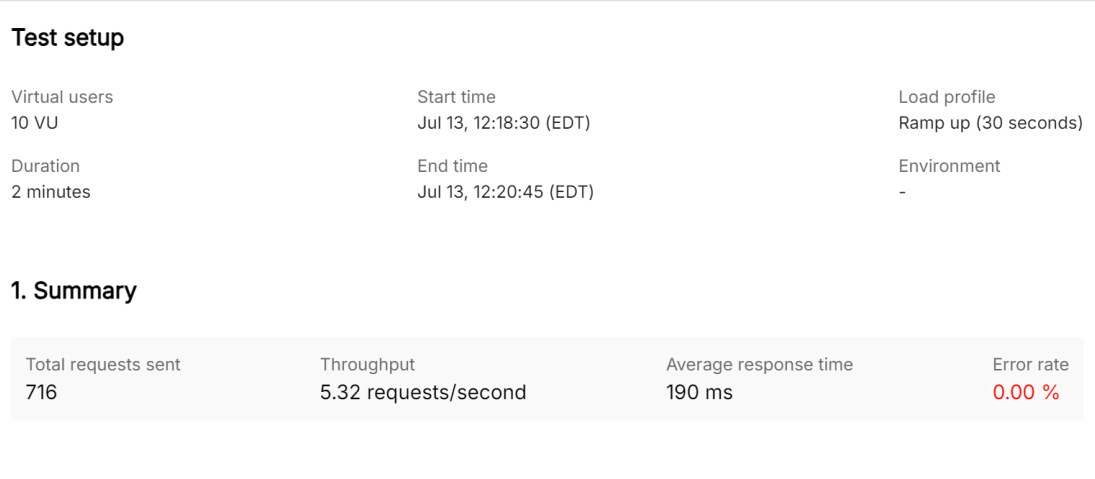 Test setup
Virtual users
10 VU
Start time
Jul 13, 12:18:30 (EDT)
Load profile
Ramp up (30 seconds)
Duration
2 minutes
End time
Jul 13, 12:20:45 (EDT)
Environment
-
1. Summary
Total requests sent
716
Throughput
5.32 requests/second
Average response time
190 ms
Error rate
0.00 %